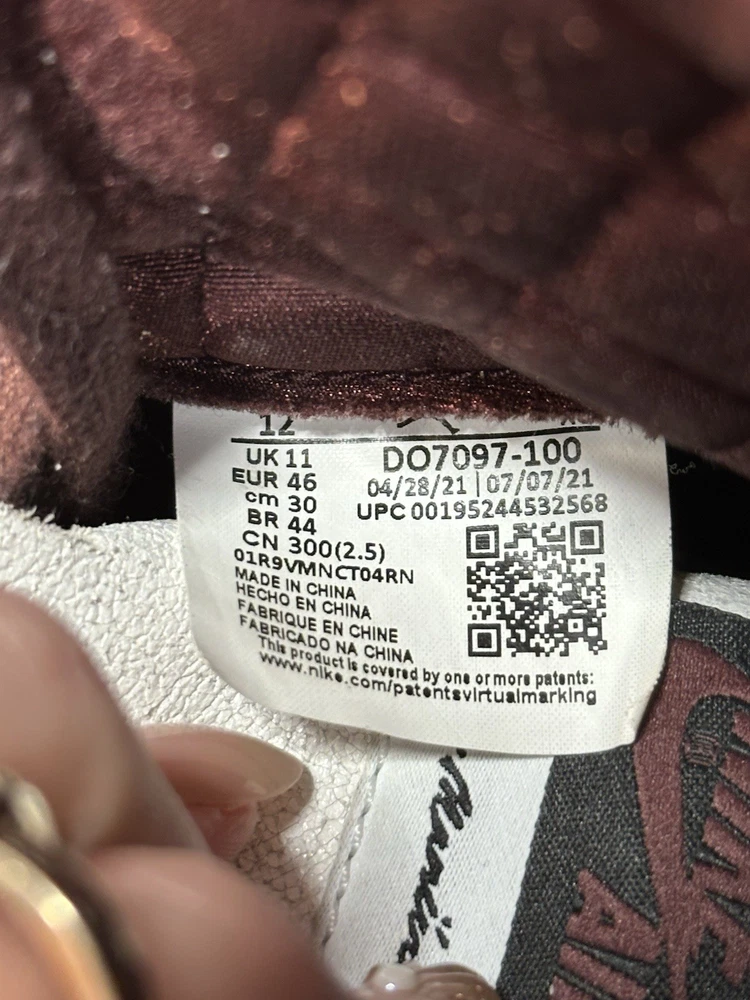 12
UK 11
EUR 46
cm 30
BR 44
CN 300(2.5)
DO7097-100
04/28/21 | 07/07/21
UPC 00195244532568
01R9VMNCT04RN
MADE IN CHINA
HECHO EN CHINA
FABRIQUE EN CHINE
FABRICADO NA CHINA
This product is covered by one or more patents:
www.nike.com/patentsvirtualmarking
NIKE
AIR